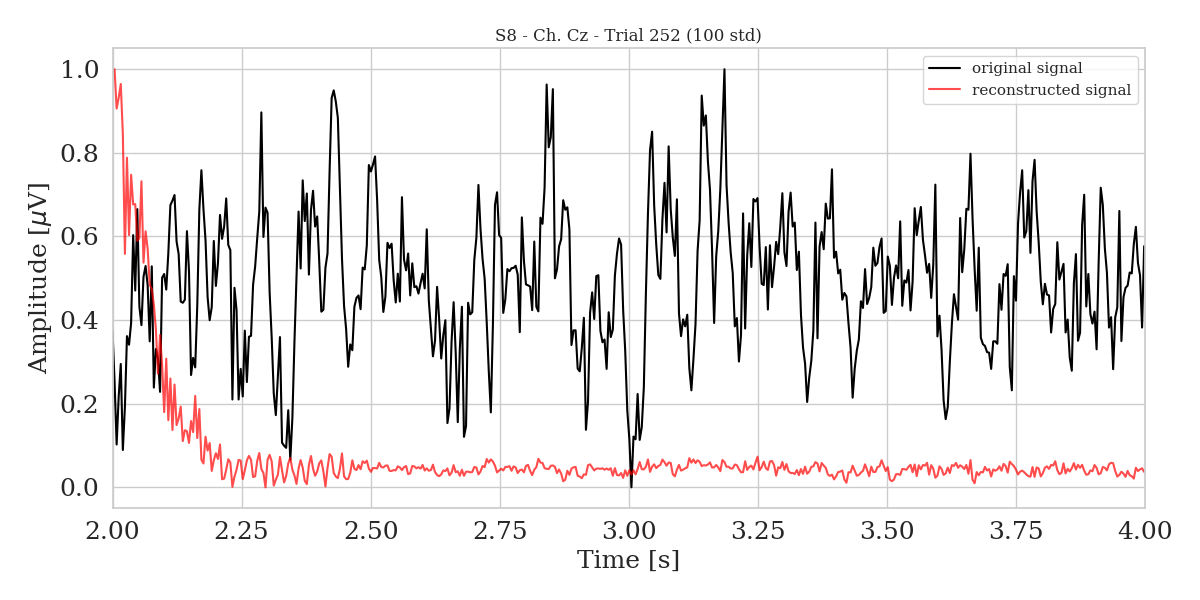 S8 - Ch. Cz - Trial 252 (100 std)
original signal
reconstructed signal
Amplitude [μV]
1.0
0.8
0.6
0.4
0.2
0.0
2.00 2.25 2.50 2.75 3.00 3.25 3.50 3.75 4.00
Time [s]